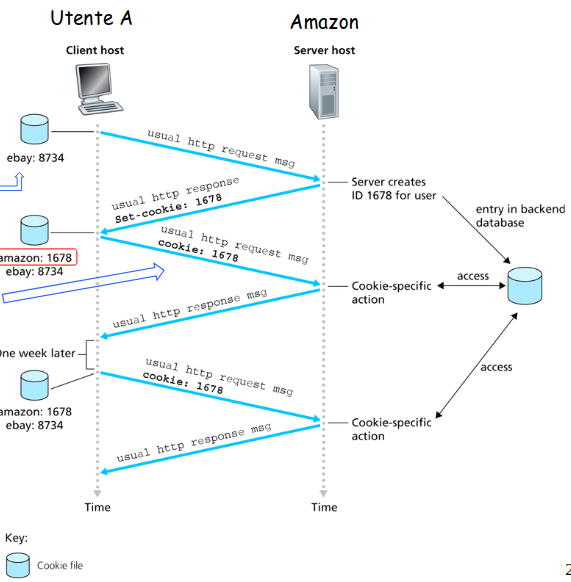 Utente A
Amazon
Client host
Server host
ebay: 8734
usual http request msg
Server creates
ID 1678 for user
usual http response
Set-cookie: 1678
entry in backend
database
amazon: 1678
ebay: 8734
usual http request msg
cookie: 1678
access
Cookie-specific
action
usual http response msg
One week later
access
usual http request msg
cookie: 1678
amazon: 1678
ebay: 8734
Cookie-specific
action
usual http response msg
Time
Time
Key:
Cookie file
2